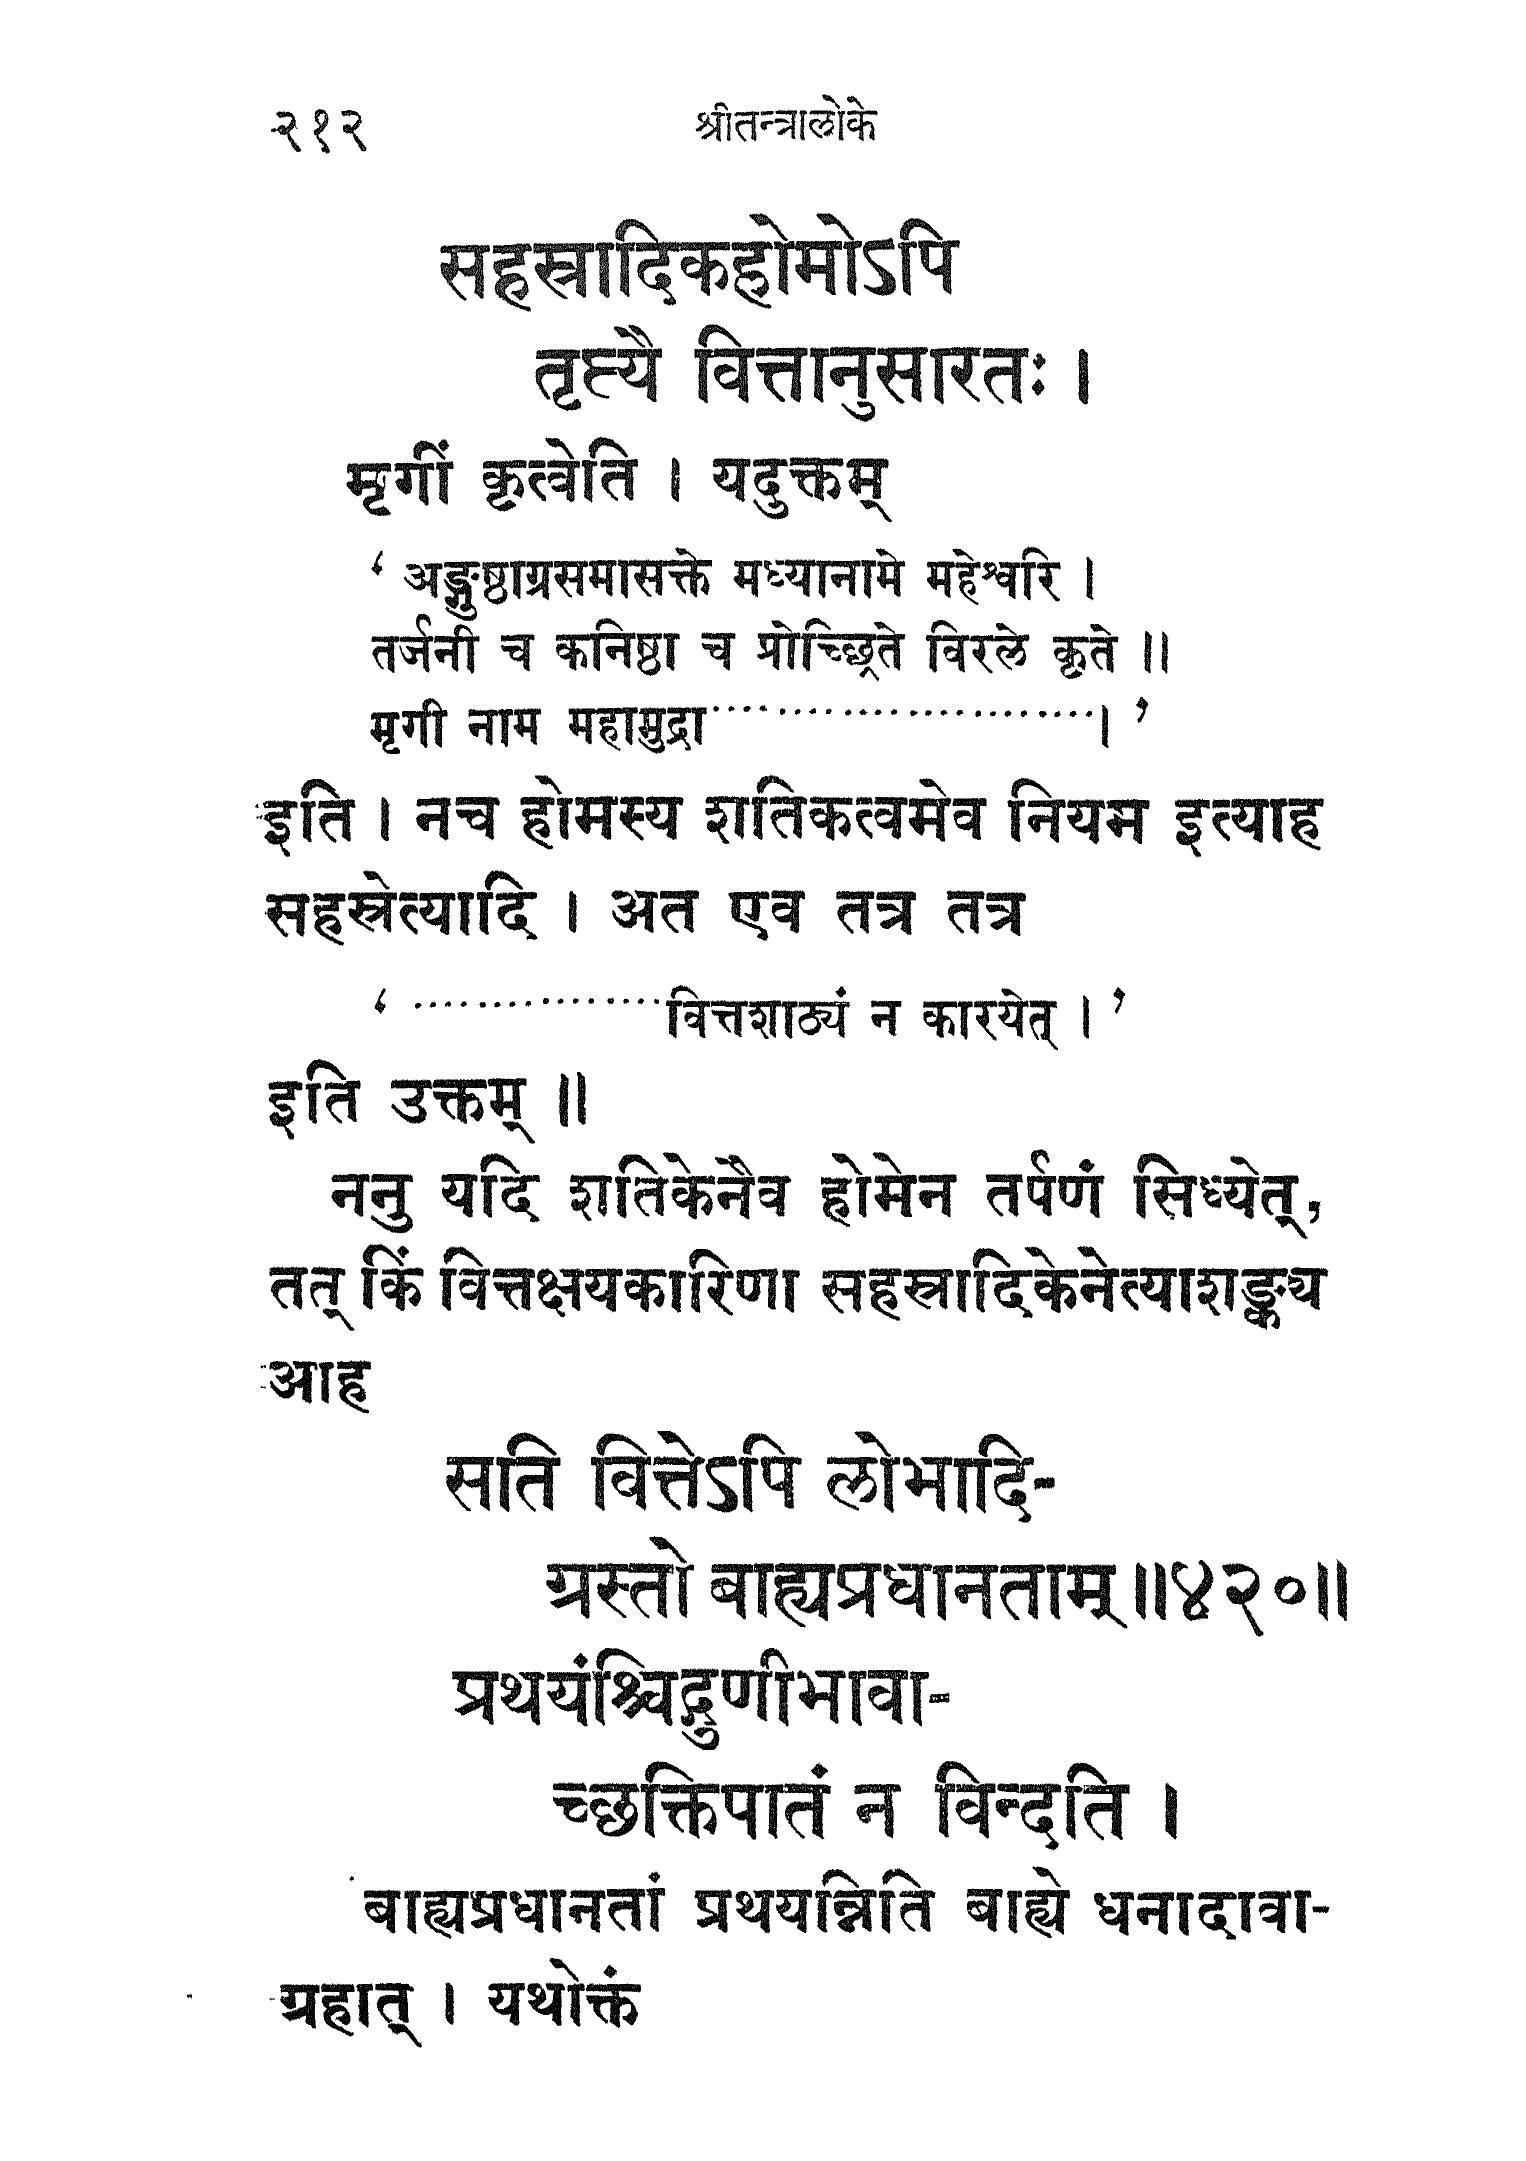 २१२ श्रीतन्त्रालोके
सहस्रादिकहोमोऽपि
तृप्त्यै वित्तानुसारतः ।
मृगीं कृत्वेति । यदुक्तम्
‘ अङ्गुष्ठाग्रसमासक्ते मध्यानामे महेश्वरि ।
तर्जनी च कनिष्ठा च प्रोच्छ्रिते विरले कृते ॥
मृगी नाम महामुद्रा.................................। ’
इति । नच होमस्य शतिकत्वमेव नियम इत्याह
सहस्रेत्यादि । अत एव तत्र तत्र
‘ ......................वित्तशाठ्यं न कारयेत् । ’
इति उक्तम् ॥
ननु यदि शतिकेनैव होमेन तर्पणं सिध्येत्,
तत् किं वित्तक्षयकारिणा सहस्रादिकेनेत्याशङ्क्य
आह
सति वित्तेऽपि लोभादि-
ग्रस्तो बाह्यप्रधानताम् ॥४२०॥
प्रथयंश्चिद्गुणीभावा-
च्छक्तिपातं न विन्दति ।
बाह्यप्रधानतां प्रथयन्निति बाह्ये धनादावा-
ग्रहात् । यथोक्तं